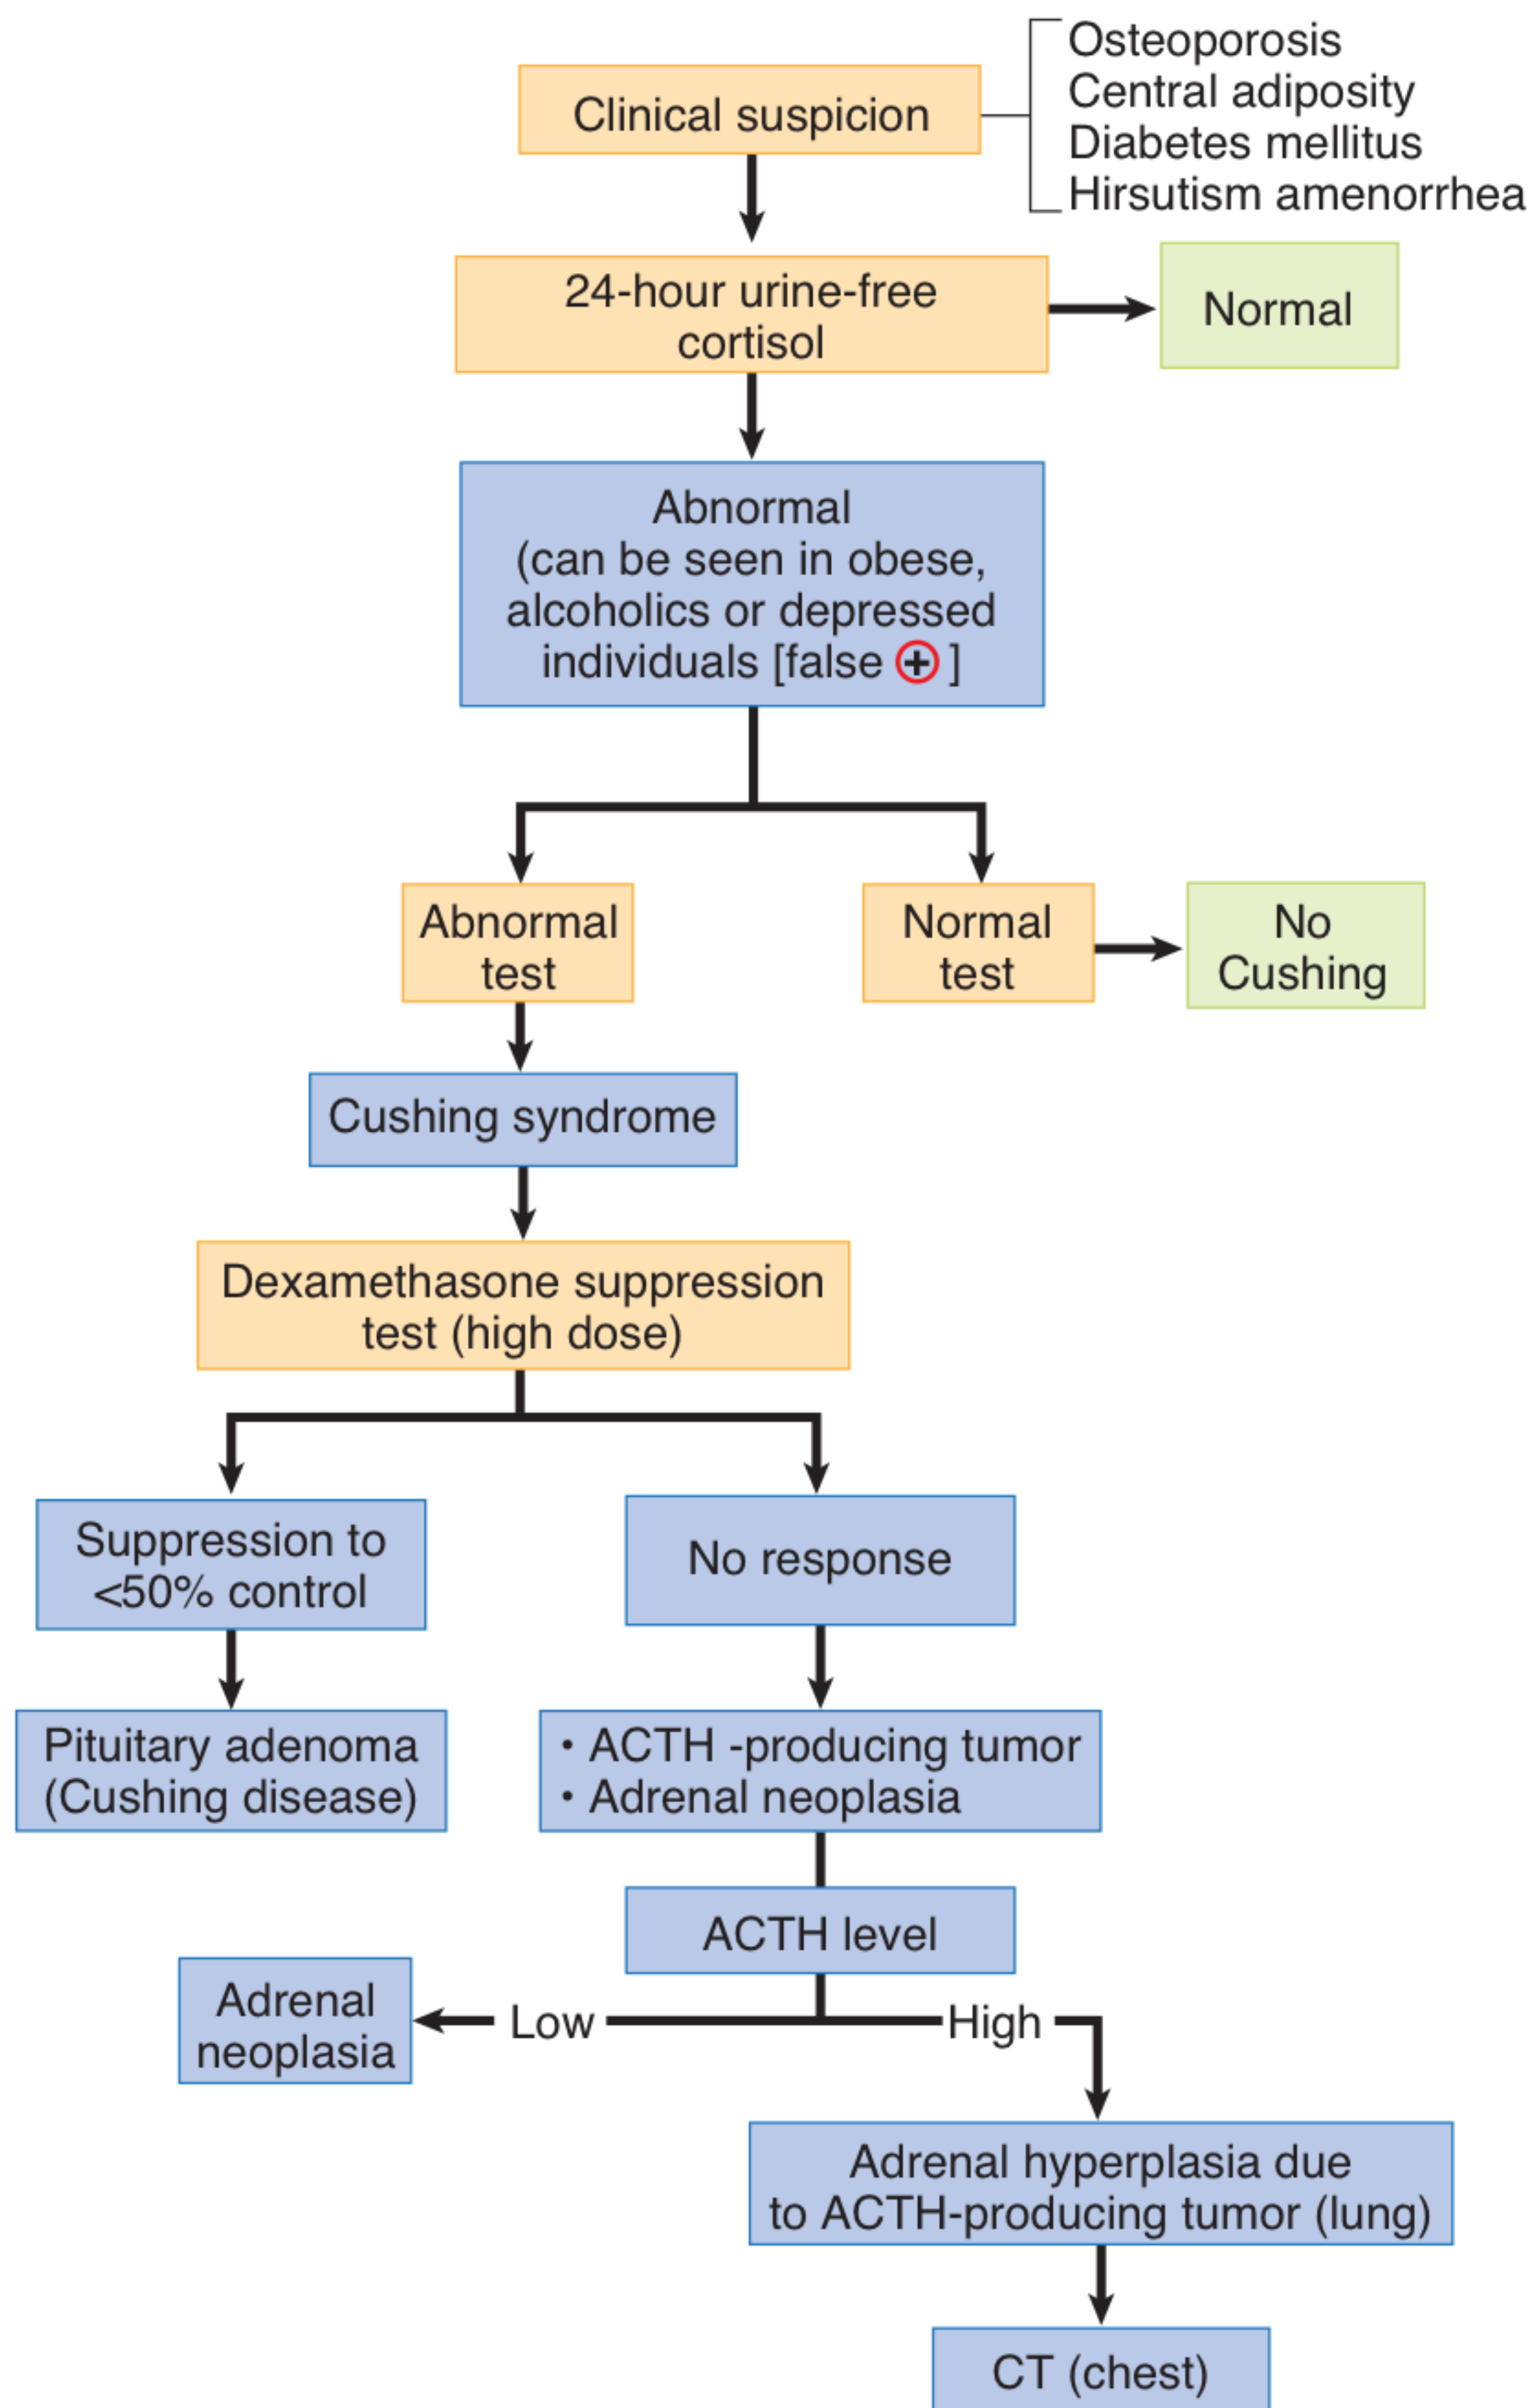 Clinical suspicion
Osteoporosis
Central adiposity
Diabetes mellitus
Hirsutism amenorrhea
24-hour urine-free
cortisol
Normal
Abnormal
(can be seen in obese,
alcoholics or depressed
individuals [false + ]
Abnormal
test
Normal
test
No
Cushing
Cushing syndrome
Dexamethasone suppression
test (high dose)
Suppression to
<50% control
No response
Pituitary adenoma
(Cushing disease)
• ACTH -producing tumor
• Adrenal neoplasia
ACTH level
Low
High
Adrenal
neoplasia
Adrenal hyperplasia due
to ACTH-producing tumor (lung)
CT (chest)